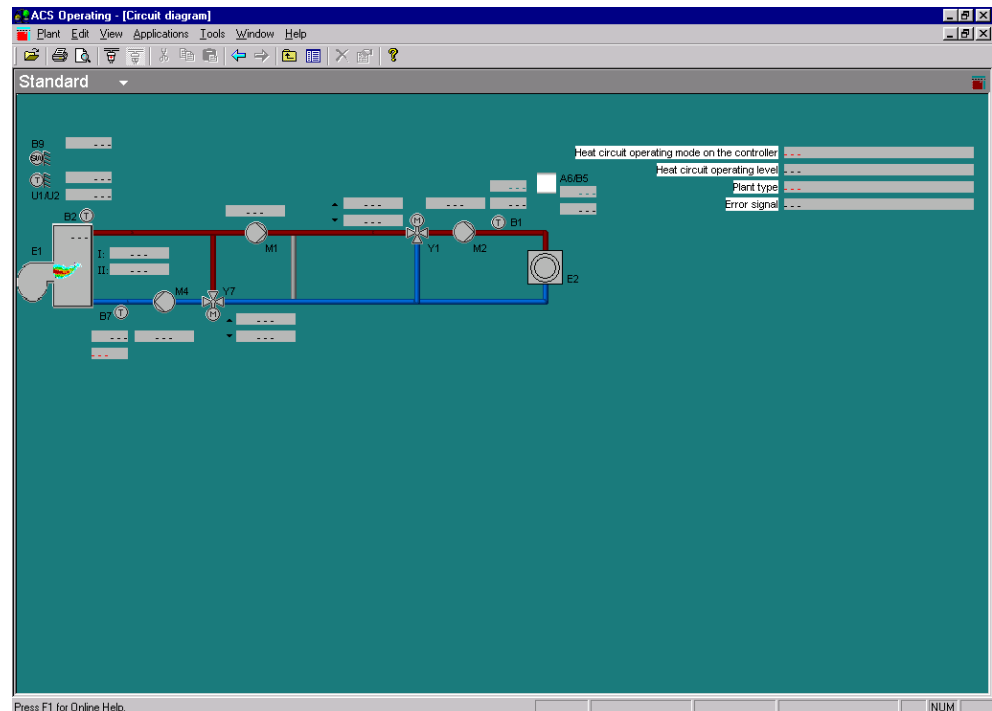 ACS Operating - [Circuit diagram]
Plant Edit View Applications Tools Window Help
Standard
B9 ---
SUN
Heat circuit operating mode on the controller ---
Heat circuit operating level ---
T --- --- A6/B5
Plant type ---
U1/U2 --- --- --- --- ---
Error signal ---
B2 T --- --- M T B1 ---
---
E1 I: --- M1 Y1 M2
II: --- E2
M4 Y7
B7 T M ---
--- --- ---
---
Press F1 for Online Help. NUM